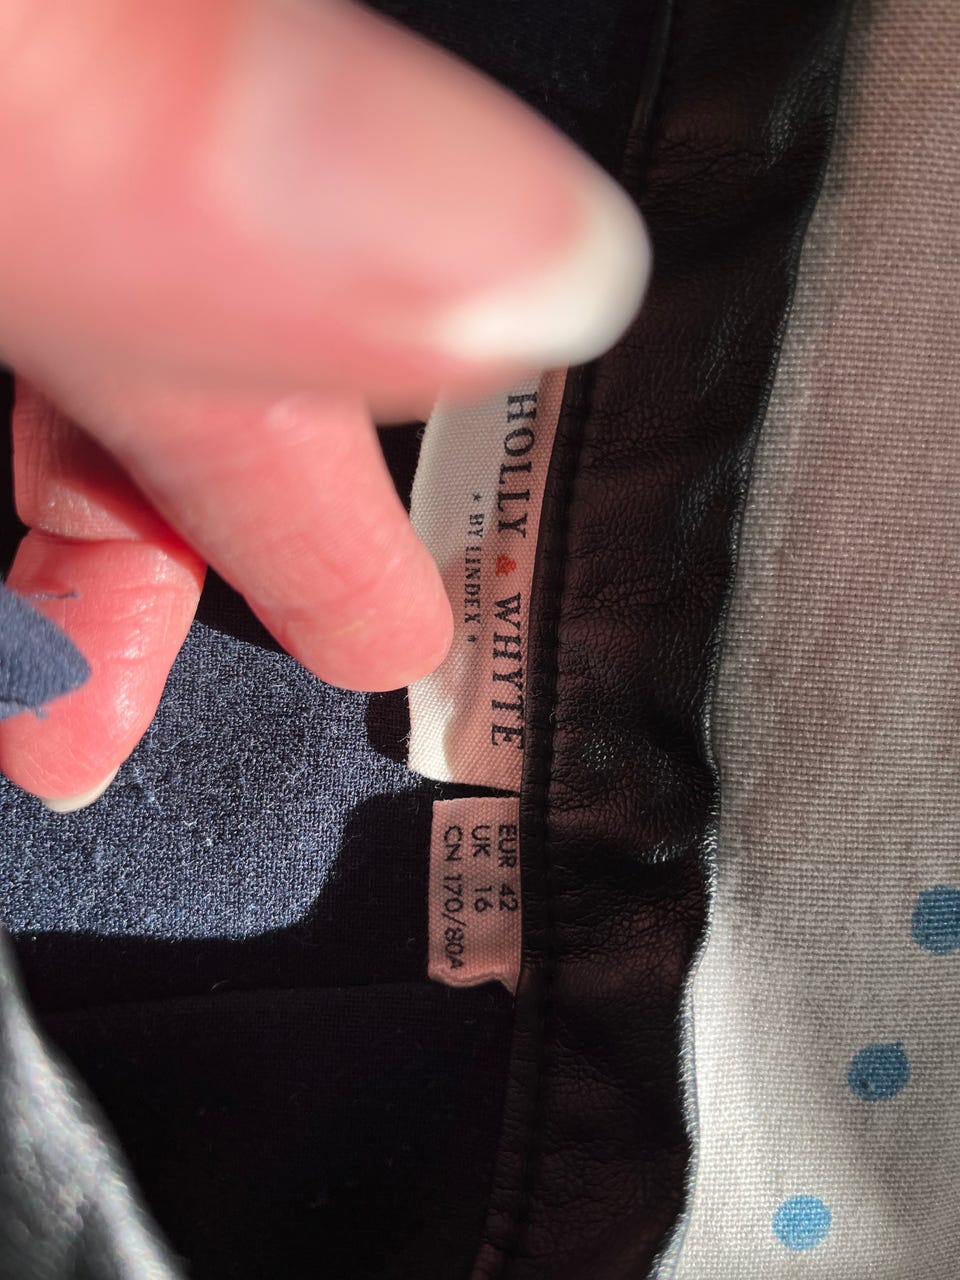 HOLLY & WHYTE
* BY LINDEX *
EUR 42
UK 16
CN 170/80A